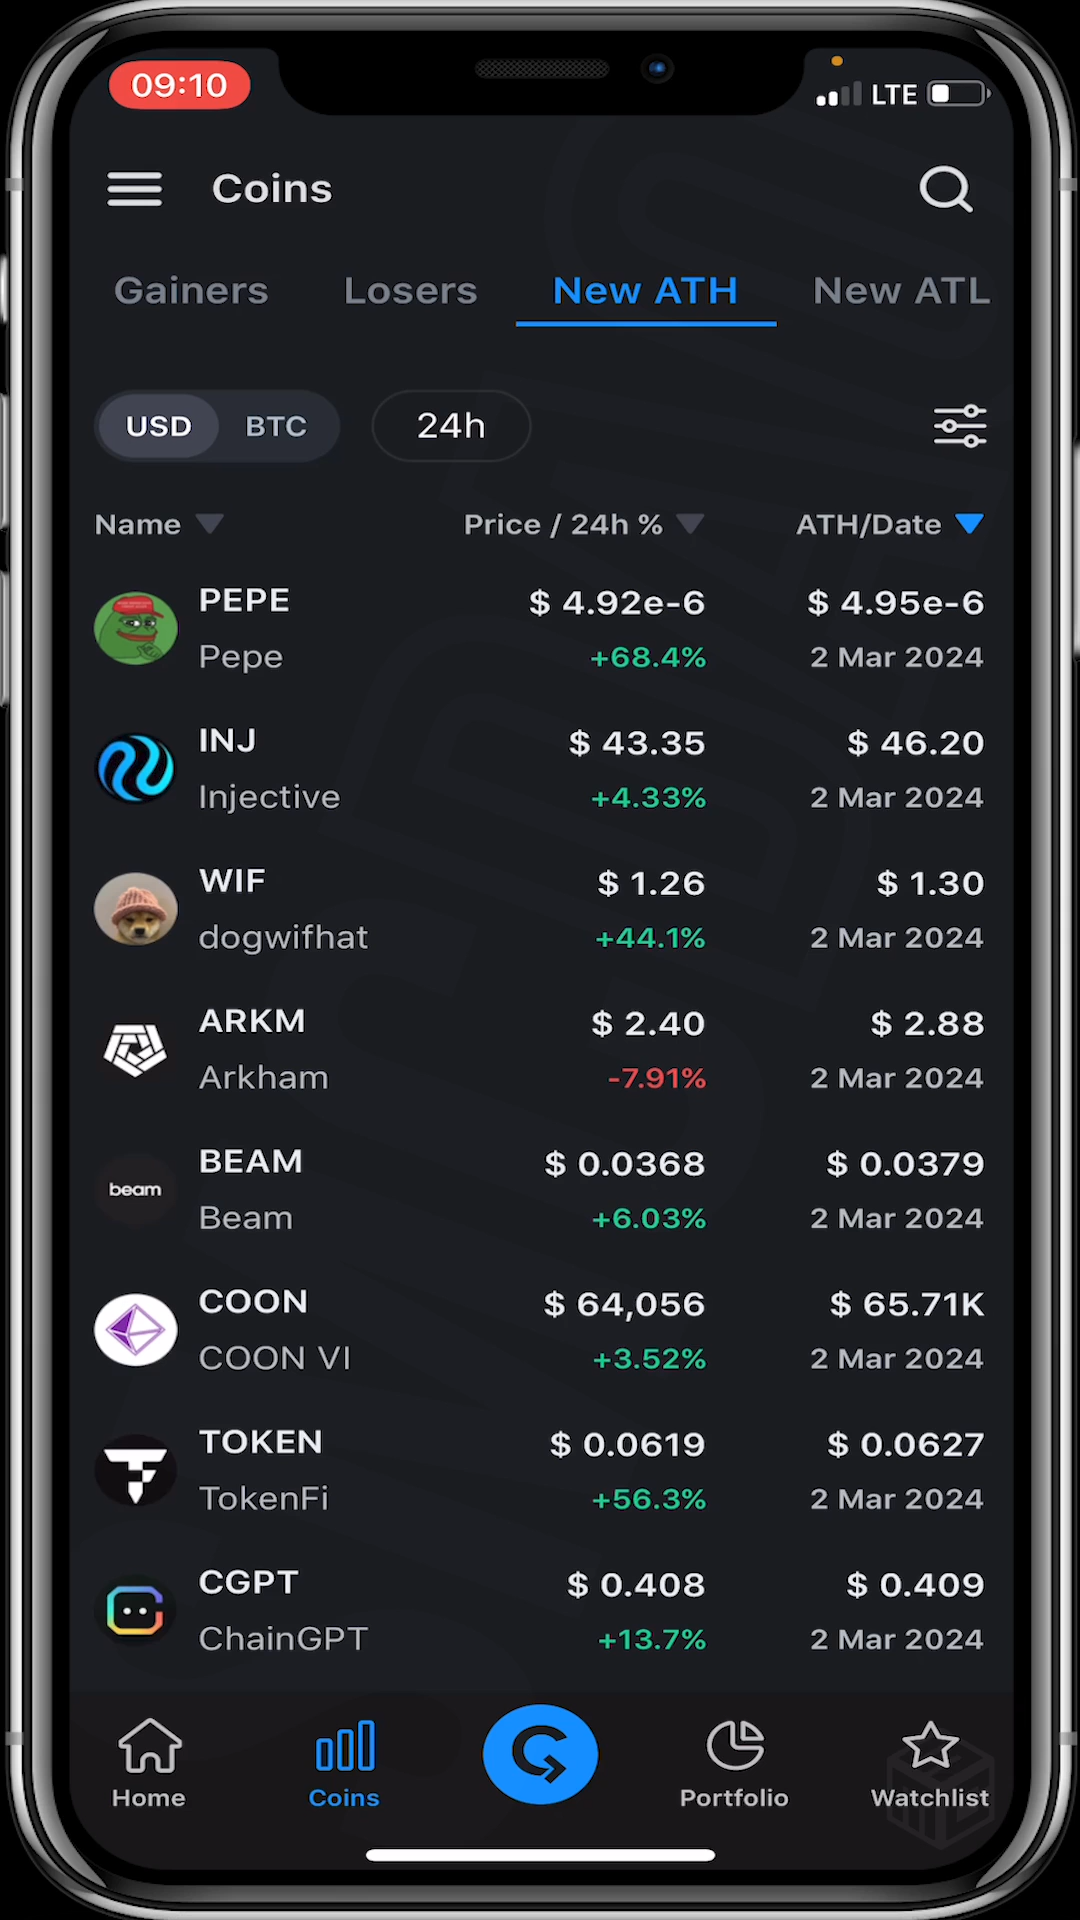 09:10 LTE
Coins
Gainers Losers New ATH New ATL
USD BTC 24h
Name Price / 24h % ATH/Date
PEPE $ 4.92e-6 $ 4.95e-6
Pepe +68.4% 2 Mar 2024
INJ $ 43.35 $ 46.20
Injective +4.33% 2 Mar 2024
WIF $ 1.26 $ 1.30
dogwifhat +44.1% 2 Mar 2024
ARKM $ 2.40 $ 2.88
Arkham -7.91% 2 Mar 2024
BEAM $ 0.0368 $ 0.0379
beam
Beam +6.03% 2 Mar 2024
COON $ 64,056 $ 65.71K
COON VI +3.52% 2 Mar 2024
TOKEN $ 0.0619 $ 0.0627
TokenFi +56.3% 2 Mar 2024
CGPT $ 0.408 $ 0.409
ChainGPT +13.7% 2 Mar 2024
Home Coins Portfolio Watchlist